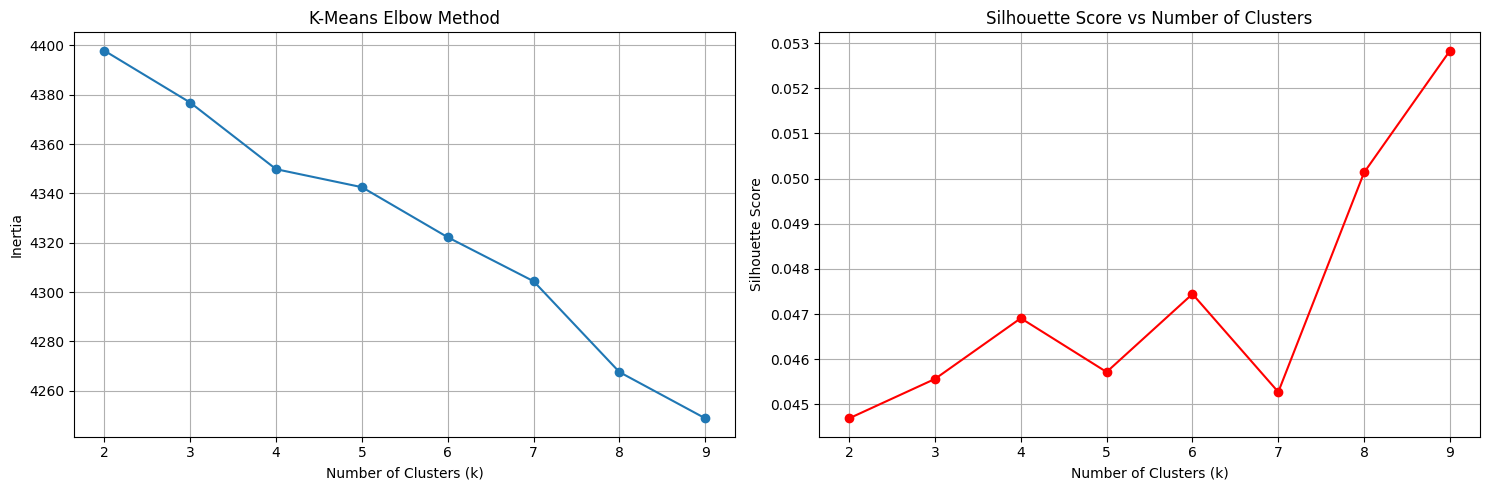 K-Means Elbow Method
4400
4380
4360
4340
4320
4300
4280
4260
Inertia
2 3 4 5 6 7 8 9
Number of Clusters (k)
Silhouette Score vs Number of Clusters
0.053
0.052
0.051
0.050
0.049
0.048
0.047
0.046
0.045
Silhouette Score
2 3 4 5 6 7 8 9
Number of Clusters (k)